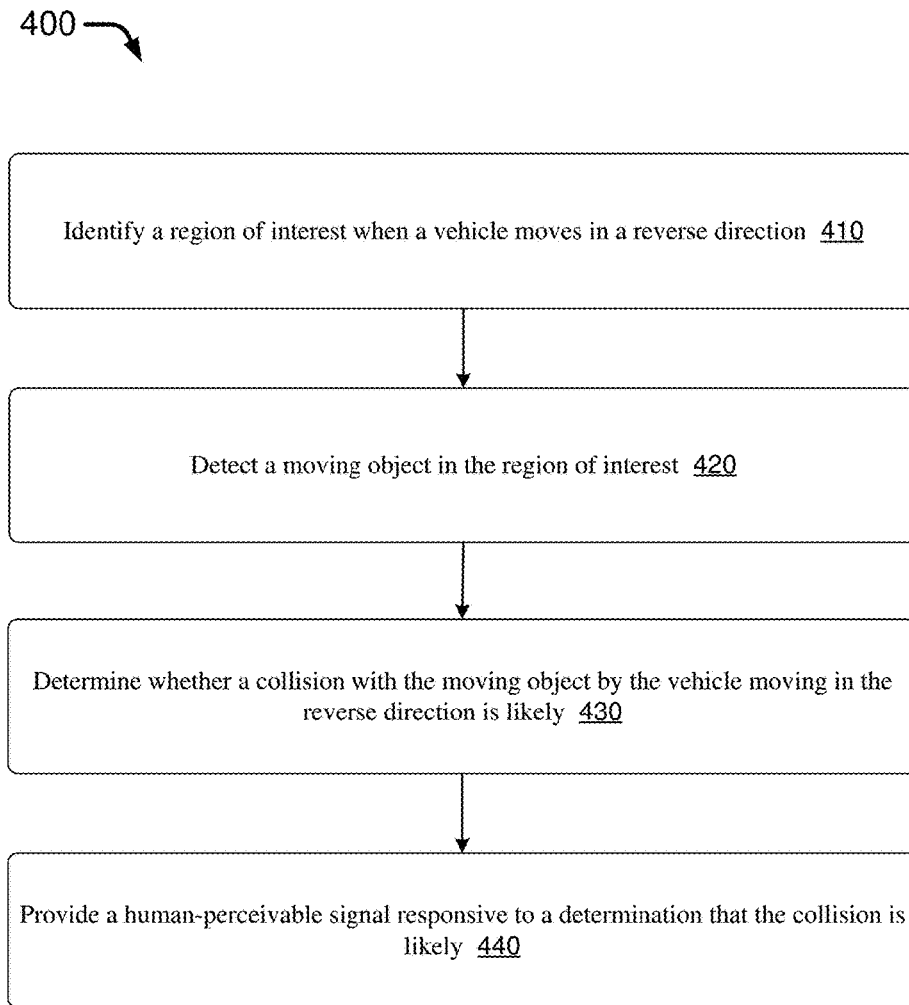 400
Identify a region of interest when a vehicle moves in a reverse direction 410
Detect a moving object in the region of interest 420
Determine whether a collision with the moving object by the vehicle moving in the
reverse direction is likely 430
Provide a human-perceivable signal responsive to a determination that the collision is
likely 440